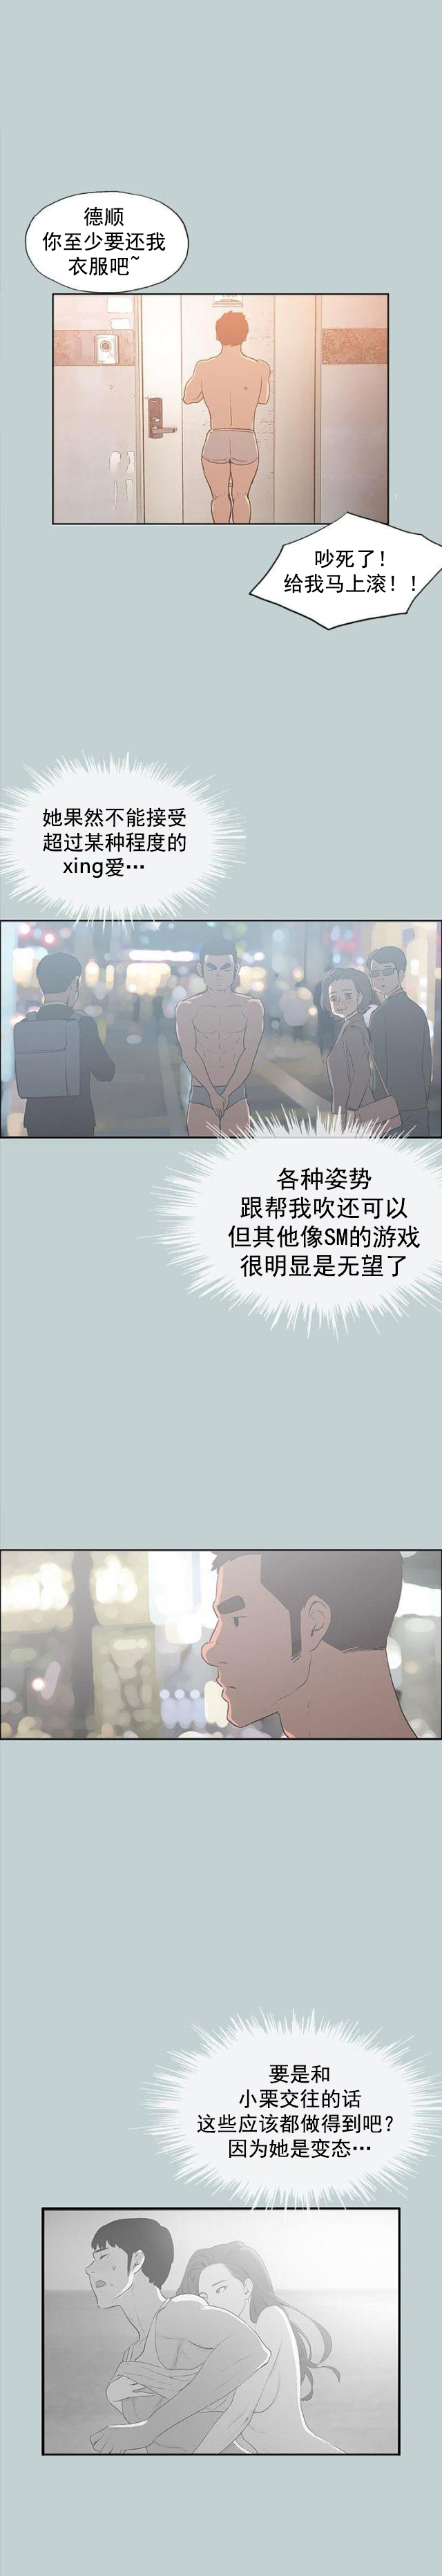 德顺
你至少要还我
衣服吧~
吵死了!
给我马上滚!!
她果然不能接受
超过某种程度的
xing爱…
各种姿势
跟帮我吹还可以
但其他像SM的游戏
很明显是无望了
要是和
小栗交往的话
这些应该都做得到吧?
因为她是变态…